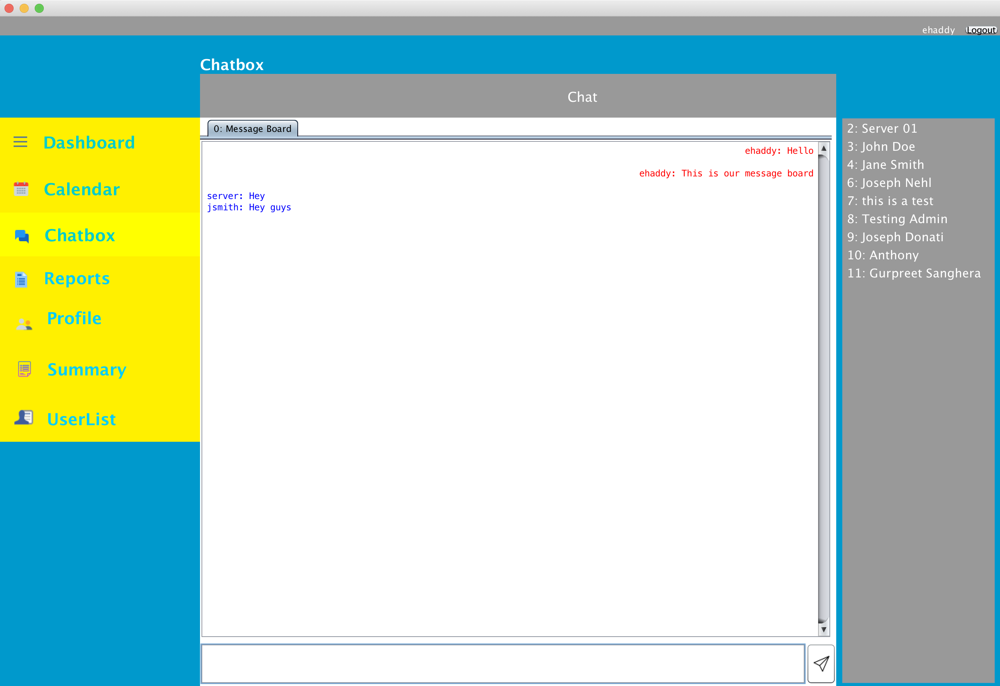 ehaddy Logout
Chatbox
Chat
Dashboard
Calendar
Chatbox
Reports
Profile
Summary
UserList
0: Message Board
ehaddy: Hello
ehaddy: This is our message board
server: Hey
jsmith: Hey guys
2: Server 01
3: John Doe
4: Jane Smith
6: Joseph Nehl
7: this is a test
8: Testing Admin
9: Joseph Donati
10: Anthony
11: Gurpreet Sanghera